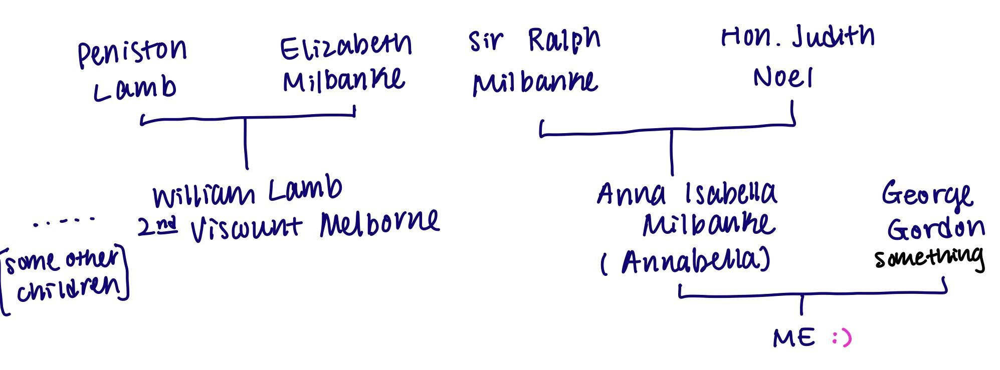 Peniston
Lamb
Elizabeth
Milbanke
Sir Ralph
Milbanke
Hon. Judith
Noel
William Lamb
2nd Viscount Melborne
.....
[some other
children]
Anna Isabella
Milbanke
(Annabella)
George
Gordon
something
ME :)